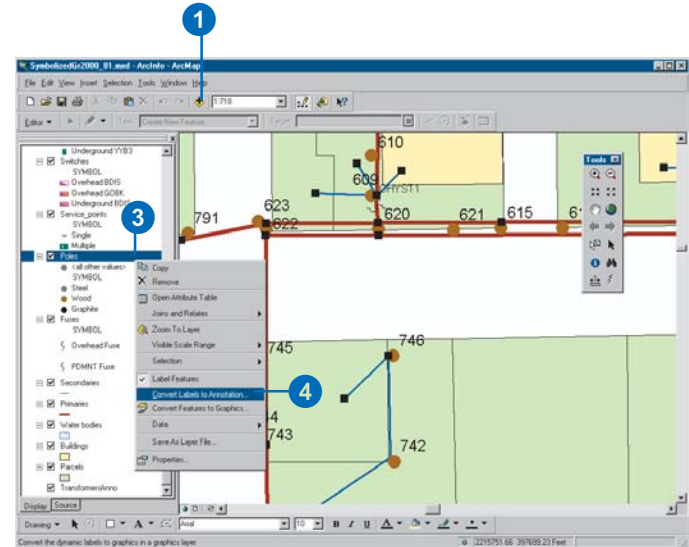 1
SymbolizedGr2000_01.mxd - ArcInfo - ArcMap
File Edit View Insert Selection Tools Window Help
1:718
Editor Task: Create New Feature Target:
Underground YYB3
Switches
SYMBOL
Overhead BDIS
Overhead GOBK
Underground BDIS
Service_points
SYMBOL
Single
Multiple
3
Poles
<all other values>
SYMBOL
Steel
Wood
Graphite
Fuses
SYMBOL
Overhead Fuse
PDMNT Fuse
Secondaries
Primaries
Water bodies
Buildings
Parcels
TransformersAnno
Display Source
Copy
Remove
Open Attribute Table
Joins and Relates
Zoom To Layer
Visible Scale Range
Selection
Label Features
Convert Labels to Annotation...
4
Convert Features to Graphics...
Data
Save As Layer File...
Properties...
610
609
HYST1
623
622
791
620
621
615
61
745
746
743
742
Tools
Drawing Arial 10 B I U A
Convert the dynamic labels to graphics in a graphics layer
2215751.66 397699.23 Feet